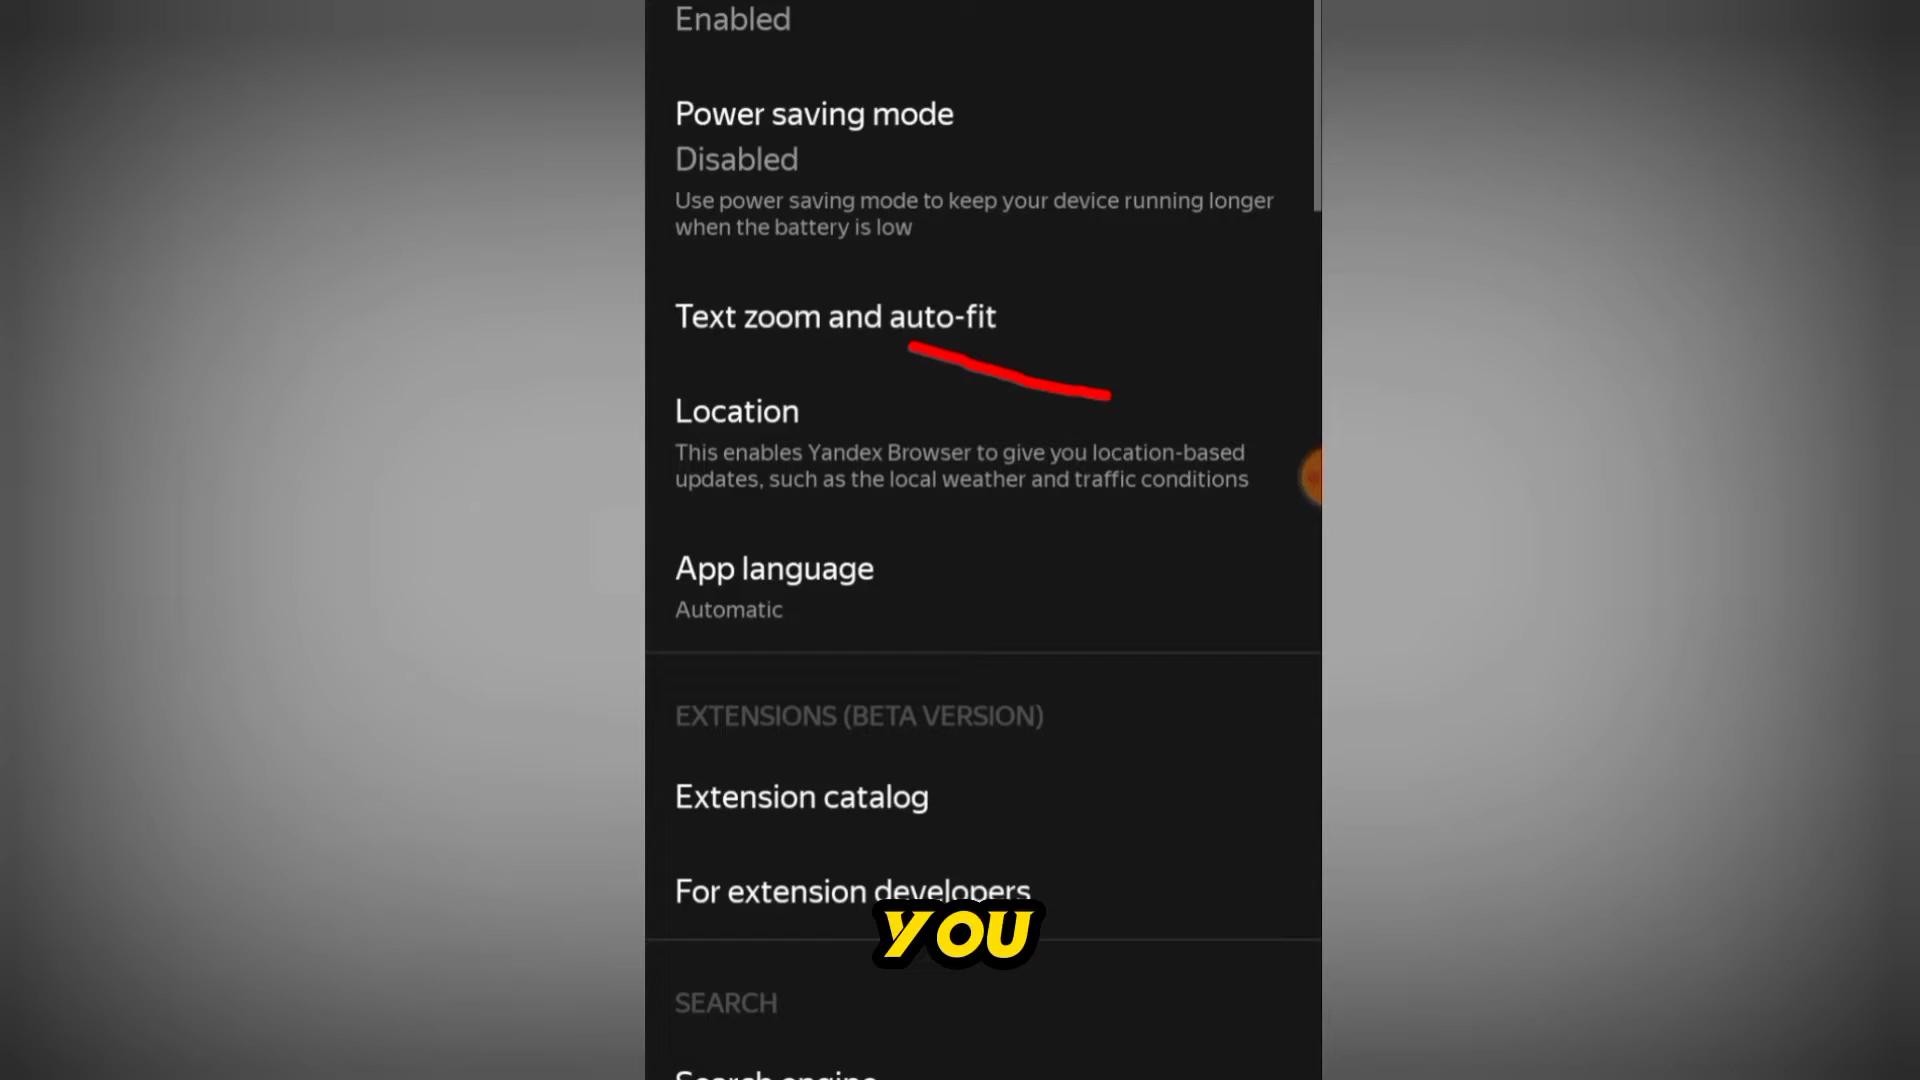 Enabled
Power saving mode
Disabled
Use power saving mode to keep your device running longer
when the battery is low
Text zoom and auto-fit
Location
This enables Yandex Browser to give you location-based
updates, such as the local weather and traffic conditions
App language
Automatic
EXTENSIONS (BETA VERSION)
Extension catalog
For extension developers
YOU
SEARCH
Search engine